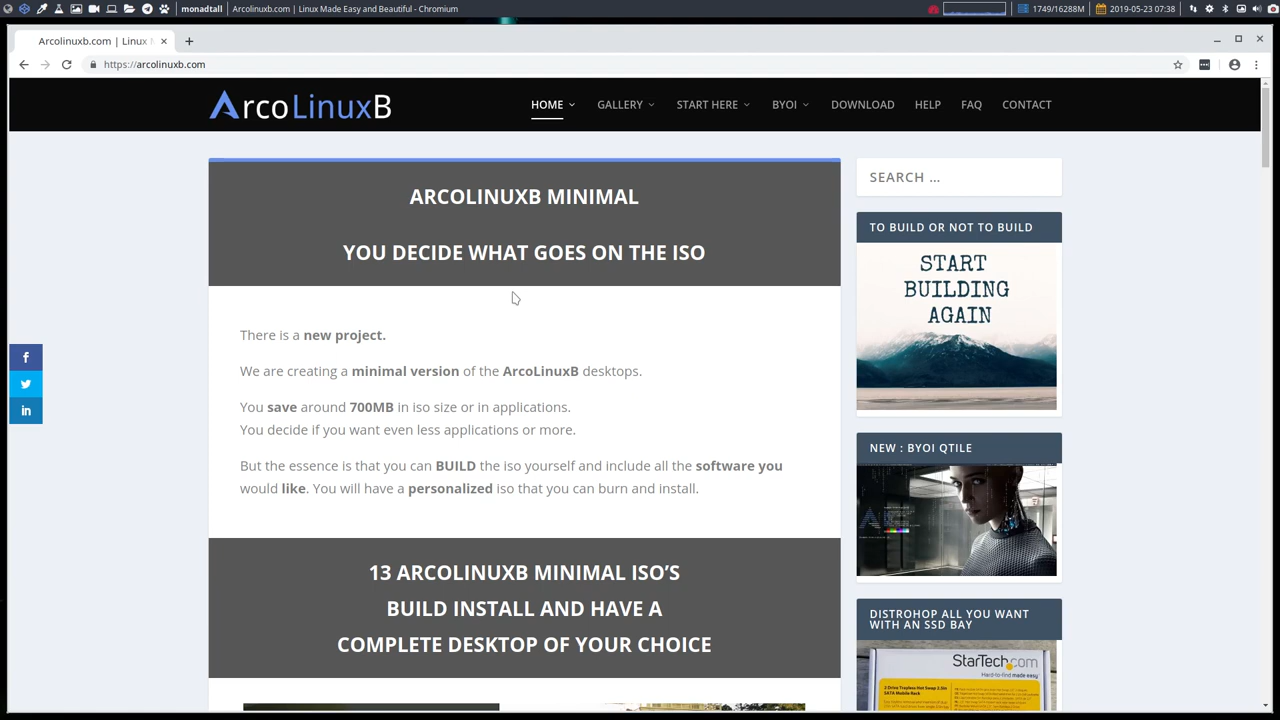 monadtall
Arcolinuxb.com | Linux Made Easy and Beautiful - Chromium
1749/16288M
2019-05-23 07:38
Arcolinuxb.com | Linux
https://arcolinuxb.com
ArcoLinuxB
HOME
GALLERY
START HERE
BYOI
DOWNLOAD
HELP
FAQ
CONTACT
ARCOLINUXB MINIMAL
YOU DECIDE WHAT GOES ON THE ISO
There is a new project.
We are creating a minimal version of the ArcoLinuxB desktops.
You save around 700MB in iso size or in applications.
You decide if you want even less applications or more.
But the essence is that you can BUILD the iso yourself and include all the software you
would like. You will have a personalized iso that you can burn and install.
13 ARCOLINUXB MINIMAL ISO'S
BUILD INSTALL AND HAVE A
COMPLETE DESKTOP OF YOUR CHOICE
SEARCH …
TO BUILD OR NOT TO BUILD
START
BUILDING
AGAIN
NEW : BYOI QTILE
DISTROHOP ALL YOU WANT
WITH AN SSD BAY
StarTech.com
Hard-to-find made easy